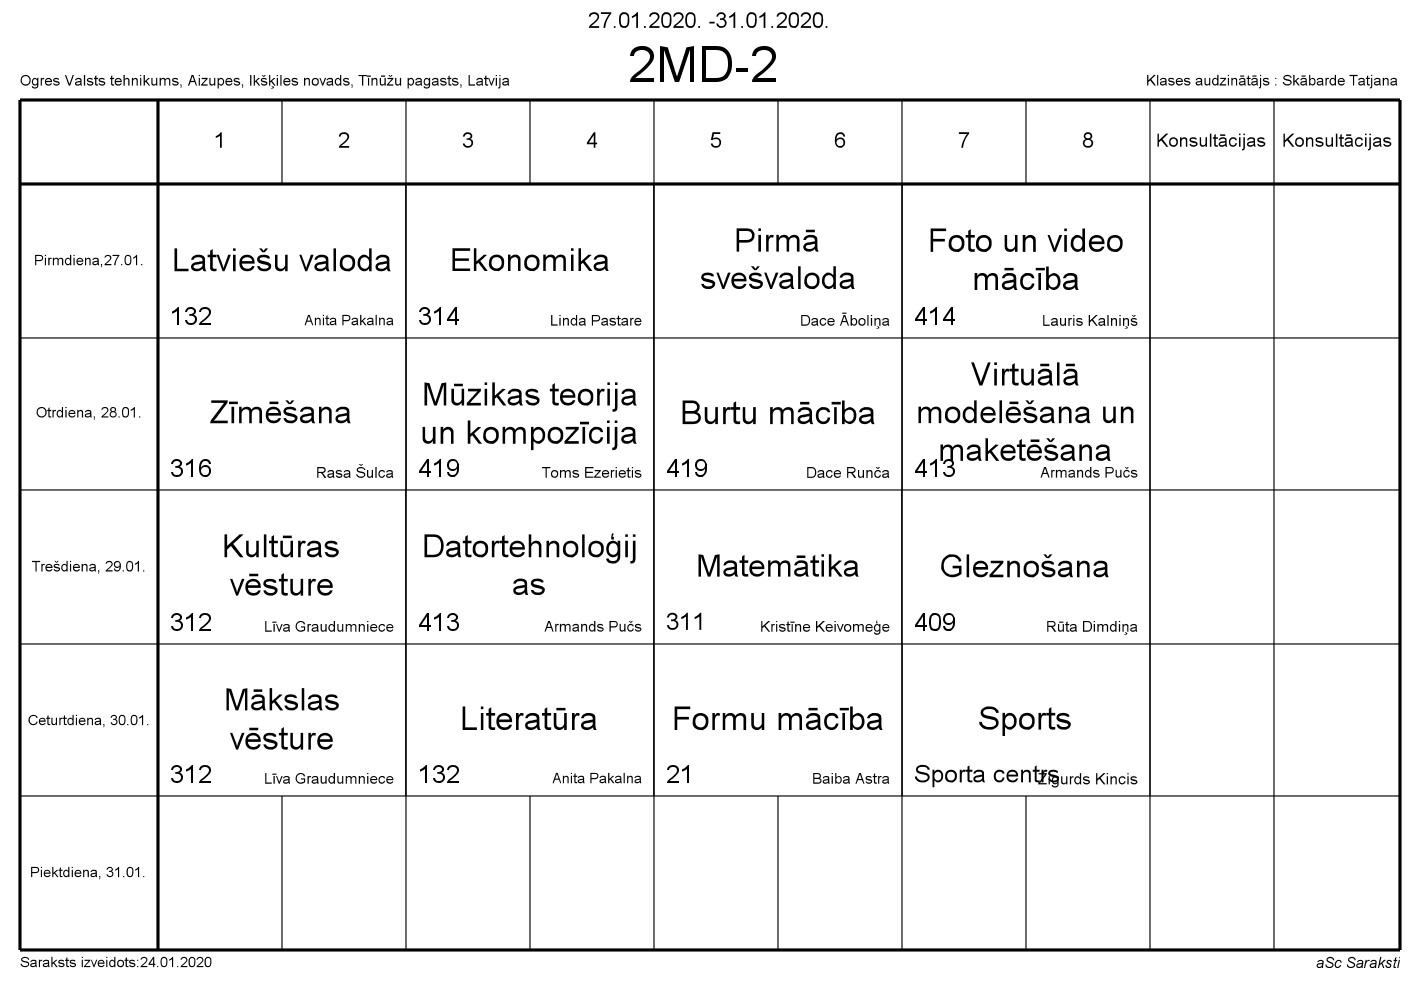 27.01.2020. -31.01.2020.
2MD-2
Ogres Valsts tehnikums, Aizupes, Ikšķiles novads, Tīnūžu pagasts, Latvija
Klases audzinātājs : Skābarde Tatjana
1 2 3 4 5 6 7 8 Konsultācijas Konsultācijas
Pirmdiena,27.01.
Latviešu valoda
132 Anita Pakalna
Ekonomika
314 Linda Pastare
Pirmā
svešvaloda
Dace Āboliņa
Foto un video
mācība
414 Lauris Kalniņš
Otrdiena, 28.01.
Zīmēšana
316 Rasa Šulca
Mūzikas teorija
un kompozīcija
419 Toms Ezerietis
Burtu mācība
419 Dace Runča
Virtuālā
modelēšana un
maketēšana
413 Armands Pučs
Trešdiena, 29.01.
Kultūras
vēsture
312 Līva Graudumniece
Datortehnoloģij
as
413 Armands Pučs
Matemātika
311 Kristīne Keivomeģe
Gleznošana
409 Rūta Dimdiņa
Ceturtdiena, 30.01.
Mākslas
vēsture
312 Līva Graudumniece
Literatūra
132 Anita Pakalna
Formu mācība
21 Baiba Astra
Sports
Sporta centrs Zigurds Kincis
Piektdiena, 31.01.
Saraksts izveidots:24.01.2020
aSc Saraksti